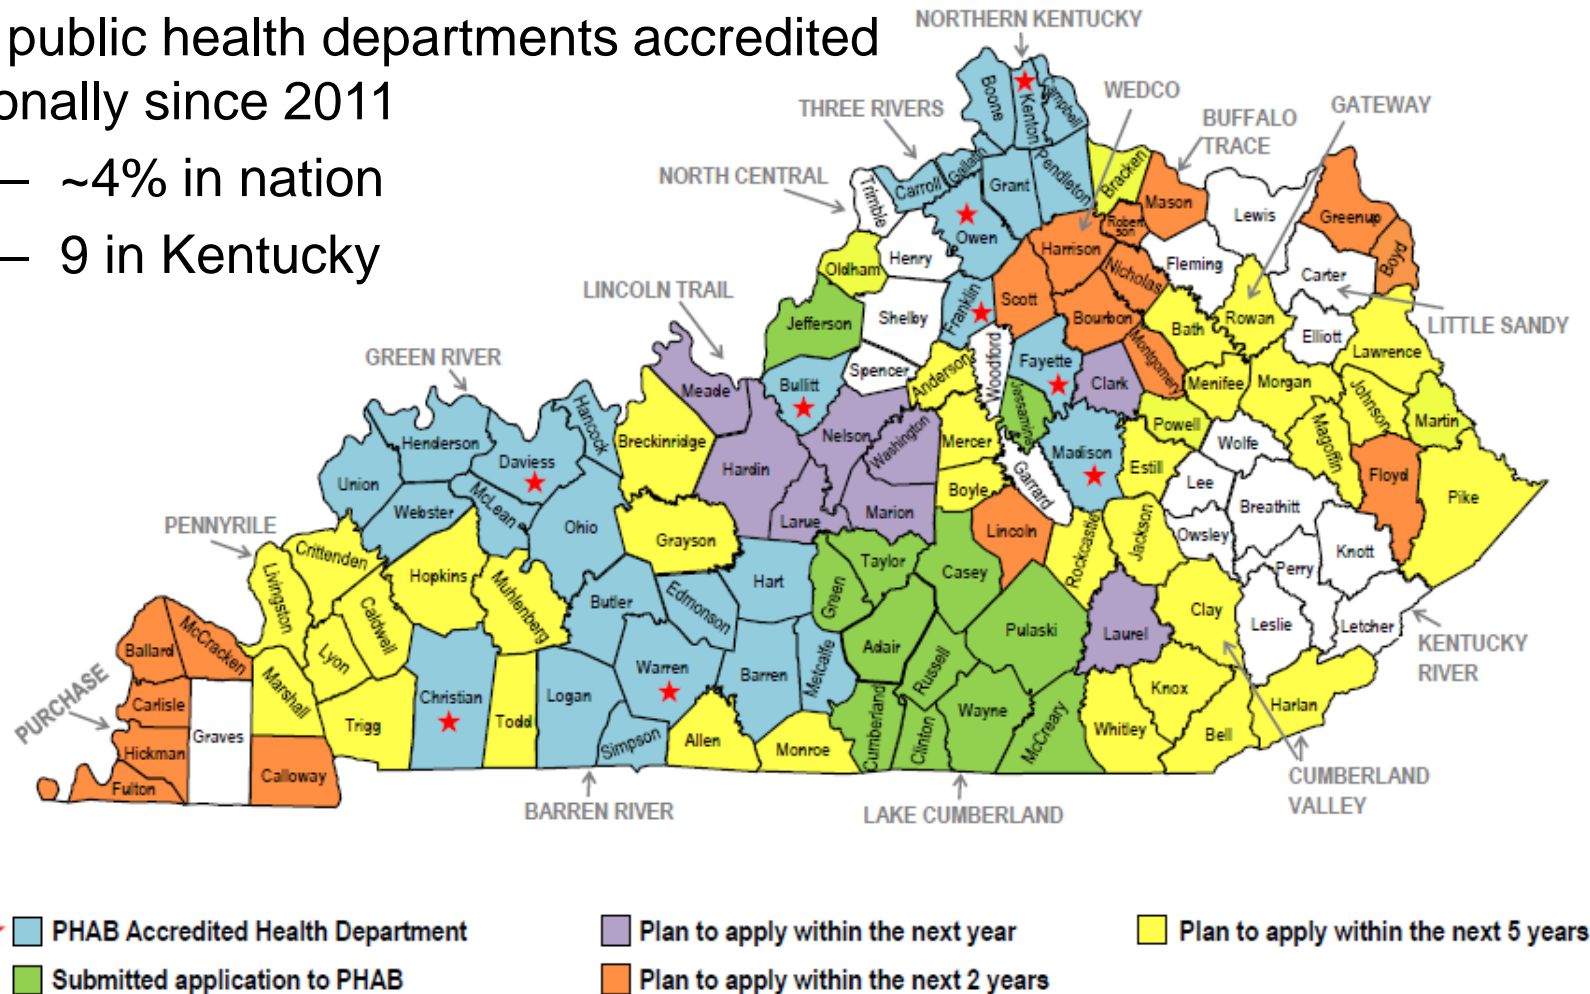 public health departments accredited
onally since 2011
– ~4% in nation
– 9 in Kentucky
NORTHERN KENTUCKY
THREE RIVERS
WEDCO
BUFFALO
TRACE
GATEWAY
NORTH CENTRAL
LINCOLN TRAIL
GREEN RIVER
LITTLE SANDY
PENNYRILE
PURCHASE
BARREN RIVER
LAKE CUMBERLAND
CUMBERLAND
VALLEY
KENTUCKY
RIVER
Boone
Kenton
Campbell
Carroll
Gallatin
Grant
Pendleton
Bracken
Mason
Robert
son
Lewis
Greenup
Boyd
Trimble
Owen
Harrison
Nicholas
Fleming
Carter
Oldham
Henry
Franklin
Scott
Bourbon
Bath
Rowan
Elliott
Lawrence
Jefferson
Shelby
Woodford
Fayette
Clark
Montgomery
Menifee
Morgan
Johnson
Martin
Meade
Bullitt
Spencer
Anderson
Jessamine
Powell
Wolfe
Magoffin
Floyd
Pike
Hancock
Breckinridge
Hardin
Nelson
Washington
Mercer
Madison
Estill
Lee
Breathitt
Henderson
Daviess
Union
Webster
McLean
Ohio
Grayson
Larue
Marion
Boyle
Garrard
Lincoln
Rockcastle
Jackson
Owsley
Perry
Knott
Crittenden
Livingston
Hopkins
Muhlenberg
Butler
Edmonson
Hart
Green
Taylor
Casey
Pulaski
Laurel
Clay
Leslie
Letcher
Ballard
McCracken
Caldwell
Lyon
Marshall
Christian
Logan
Warren
Barren
Metcalfe
Adair
Russell
Knox
Harlan
Carlisle
Graves
Trigg
Todd
Simpson
Allen
Monroe
Cumberland
Clinton
Wayne
McCreary
Whitley
Bell
Hickman
Fulton
Calloway
PHAB Accredited Health Department
Plan to apply within the next year
Plan to apply within the next 5 years
Submitted application to PHAB
Plan to apply within the next 2 years